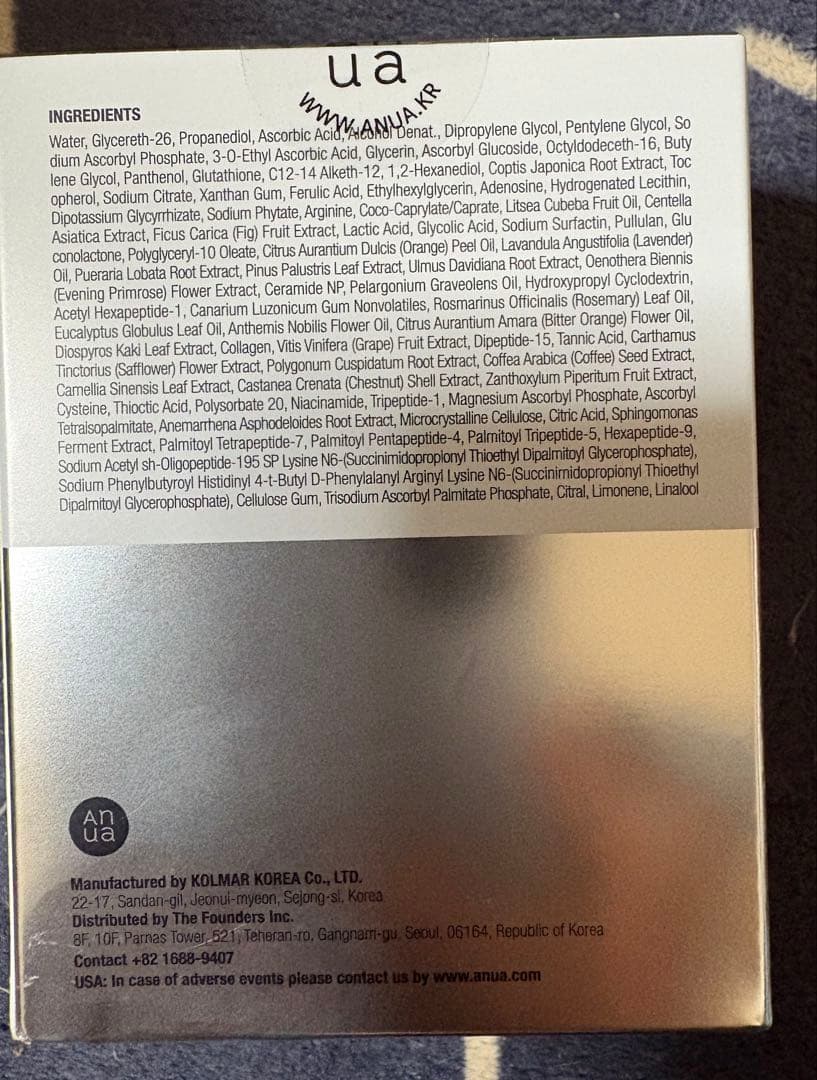 ua
WWW.ANUA.KR
INGREDIENTS
Water, Glycereth-26, Propanediol, Ascorbic Acid, Alcohol Denat., Dipropylene Glycol, Pentylene Glycol, So
dium Ascorbyl Phosphate, 3-O-Ethyl Ascorbic Acid, Glycerin, Ascorbyl Glucoside, Octyldodeceth-16, Buty
lene Glycol, Panthenol, Glutathione, C12-14 Alketh-12, 1,2-Hexanediol, Coptis Japonica Root Extract, Toc
opherol, Sodium Citrate, Xanthan Gum, Ferulic Acid, Ethylhexylglycerin, Adenosine, Hydrogenated Lecithin,
Dipotassium Glycyrrhizate, Sodium Phytate, Arginine, Coco-Caprylate/Caprate, Litsea Cubeba Fruit Oil, Centella
Asiatica Extract, Ficus Carica (Fig) Fruit Extract, Lactic Acid, Glycolic Acid, Sodium Surfactin, Pullulan, Glu
conolactone, Polyglyceryl-10 Oleate, Citrus Aurantium Dulcis (Orange) Peel Oil, Lavandula Angustifolia (Lavender)
Oil, Pueraria Lobata Root Extract, Pinus Palustris Leaf Extract, Ulmus Davidiana Root Extract, Oenothera Biennis
(Evening Primrose) Flower Extract, Ceramide NP, Pelargonium Graveolens Oil, Hydroxypropyl Cyclodextrin,
Acetyl Hexapeptide-1, Canarium Luzonicum Gum Nonvolatiles, Rosmarinus Officinalis (Rosemary) Leaf Oil,
Eucalyptus Globulus Leaf Oil, Anthemis Nobilis Flower Oil, Citrus Aurantium Amara (Bitter Orange) Flower Oil,
Diospyros Kaki Leaf Extract, Collagen, Vitis Vinifera (Grape) Fruit Extract, Dipeptide-15, Tannic Acid, Carthamus
Tinctorius (Safflower) Flower Extract, Polygonum Cuspidatum Root Extract, Coffea Arabica (Coffee) Seed Extract,
Camellia Sinensis Leaf Extract, Castanea Crenata (Chestnut) Shell Extract, Zanthoxylum Piperitum Fruit Extract,
Cysteine, Thioctic Acid, Polysorbate 20, Niacinamide, Tripeptide-1, Magnesium Ascorbyl Phosphate, Ascorbyl
Tetraisopalmitate, Anemarrhena Asphodeloides Root Extract, Microcrystalline Cellulose, Citric Acid, Sphingomonas
Ferment Extract, Palmitoyl Tetrapeptide-7, Palmitoyl Pentapeptide-4, Palmitoyl Tripeptide-5, Hexapeptide-9,
Sodium Acetyl sh-Oligopeptide-195 SP Lysine N6-(Succinimidopropionyl Thioethyl Dipalmitoyl Glycerophosphate),
Sodium Phenylbutyroyl Histidinyl 4-t-Butyl D-Phenylalanyl Arginyl Lysine N6-(Succinimidopropionyl Thioethyl
Dipalmitoyl Glycerophosphate), Cellulose Gum, Trisodium Ascorbyl Palmitate Phosphate, Citral, Limonene, Linalool
An
ua
Manufactured by KOLMAR KOREA Co., LTD.
22-17, Sandan-gil, Jeonui-myeon, Sejong-si, Korea
Distributed by The Founders Inc.
8F, 10F, Parnas Tower, 521, Teheran-ro, Gangnam-gu, Seoul, 06164, Republic of Korea
Contact +82 1688-9407
USA: In case of adverse events please contact us by www.anua.com